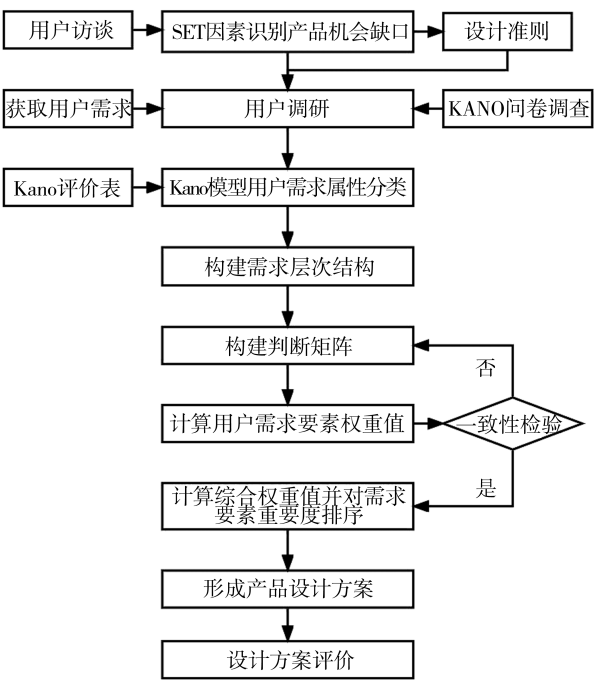 用户访谈
SET因素识别产品机会缺口
设计准则
获取用户需求
用户调研
KANO问卷调查
Kano评价表
Kano模型用户需求属性分类
构建需求层次结构
构建判断矩阵
否
计算用户需求要素权重值
一致性检验
是
计算综合权重值并对需求
要素重要度排序
形成产品设计方案
设计方案评价